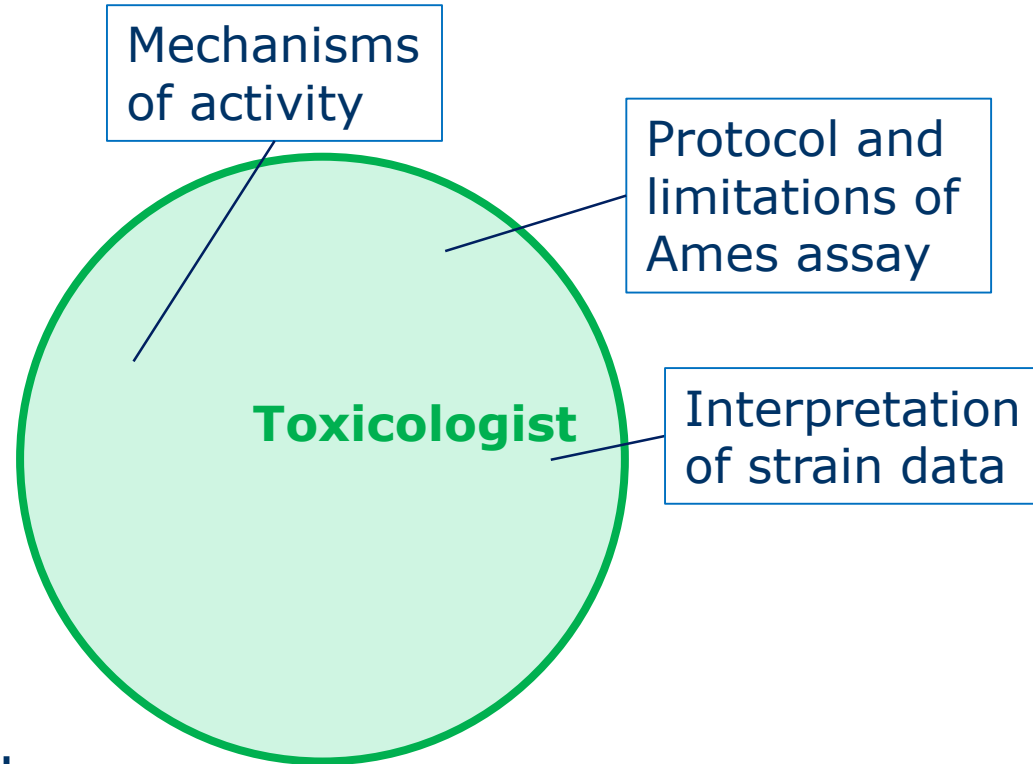 Mechanisms
of activity
Protocol and
limitations of
Ames assay
Toxicologist
Interpretation
of strain data